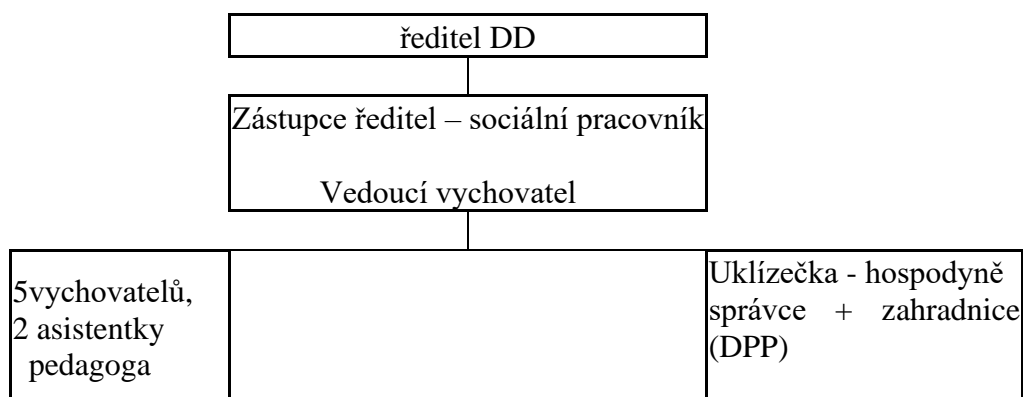 ředitel DD
Zástupce ředitel – sociální pracovník
Vedoucí vychovatel
5vychovatelů,
2 asistentky
pedagoga
Uklízečka - hospodyně
správce + zahradnice
(DPP)